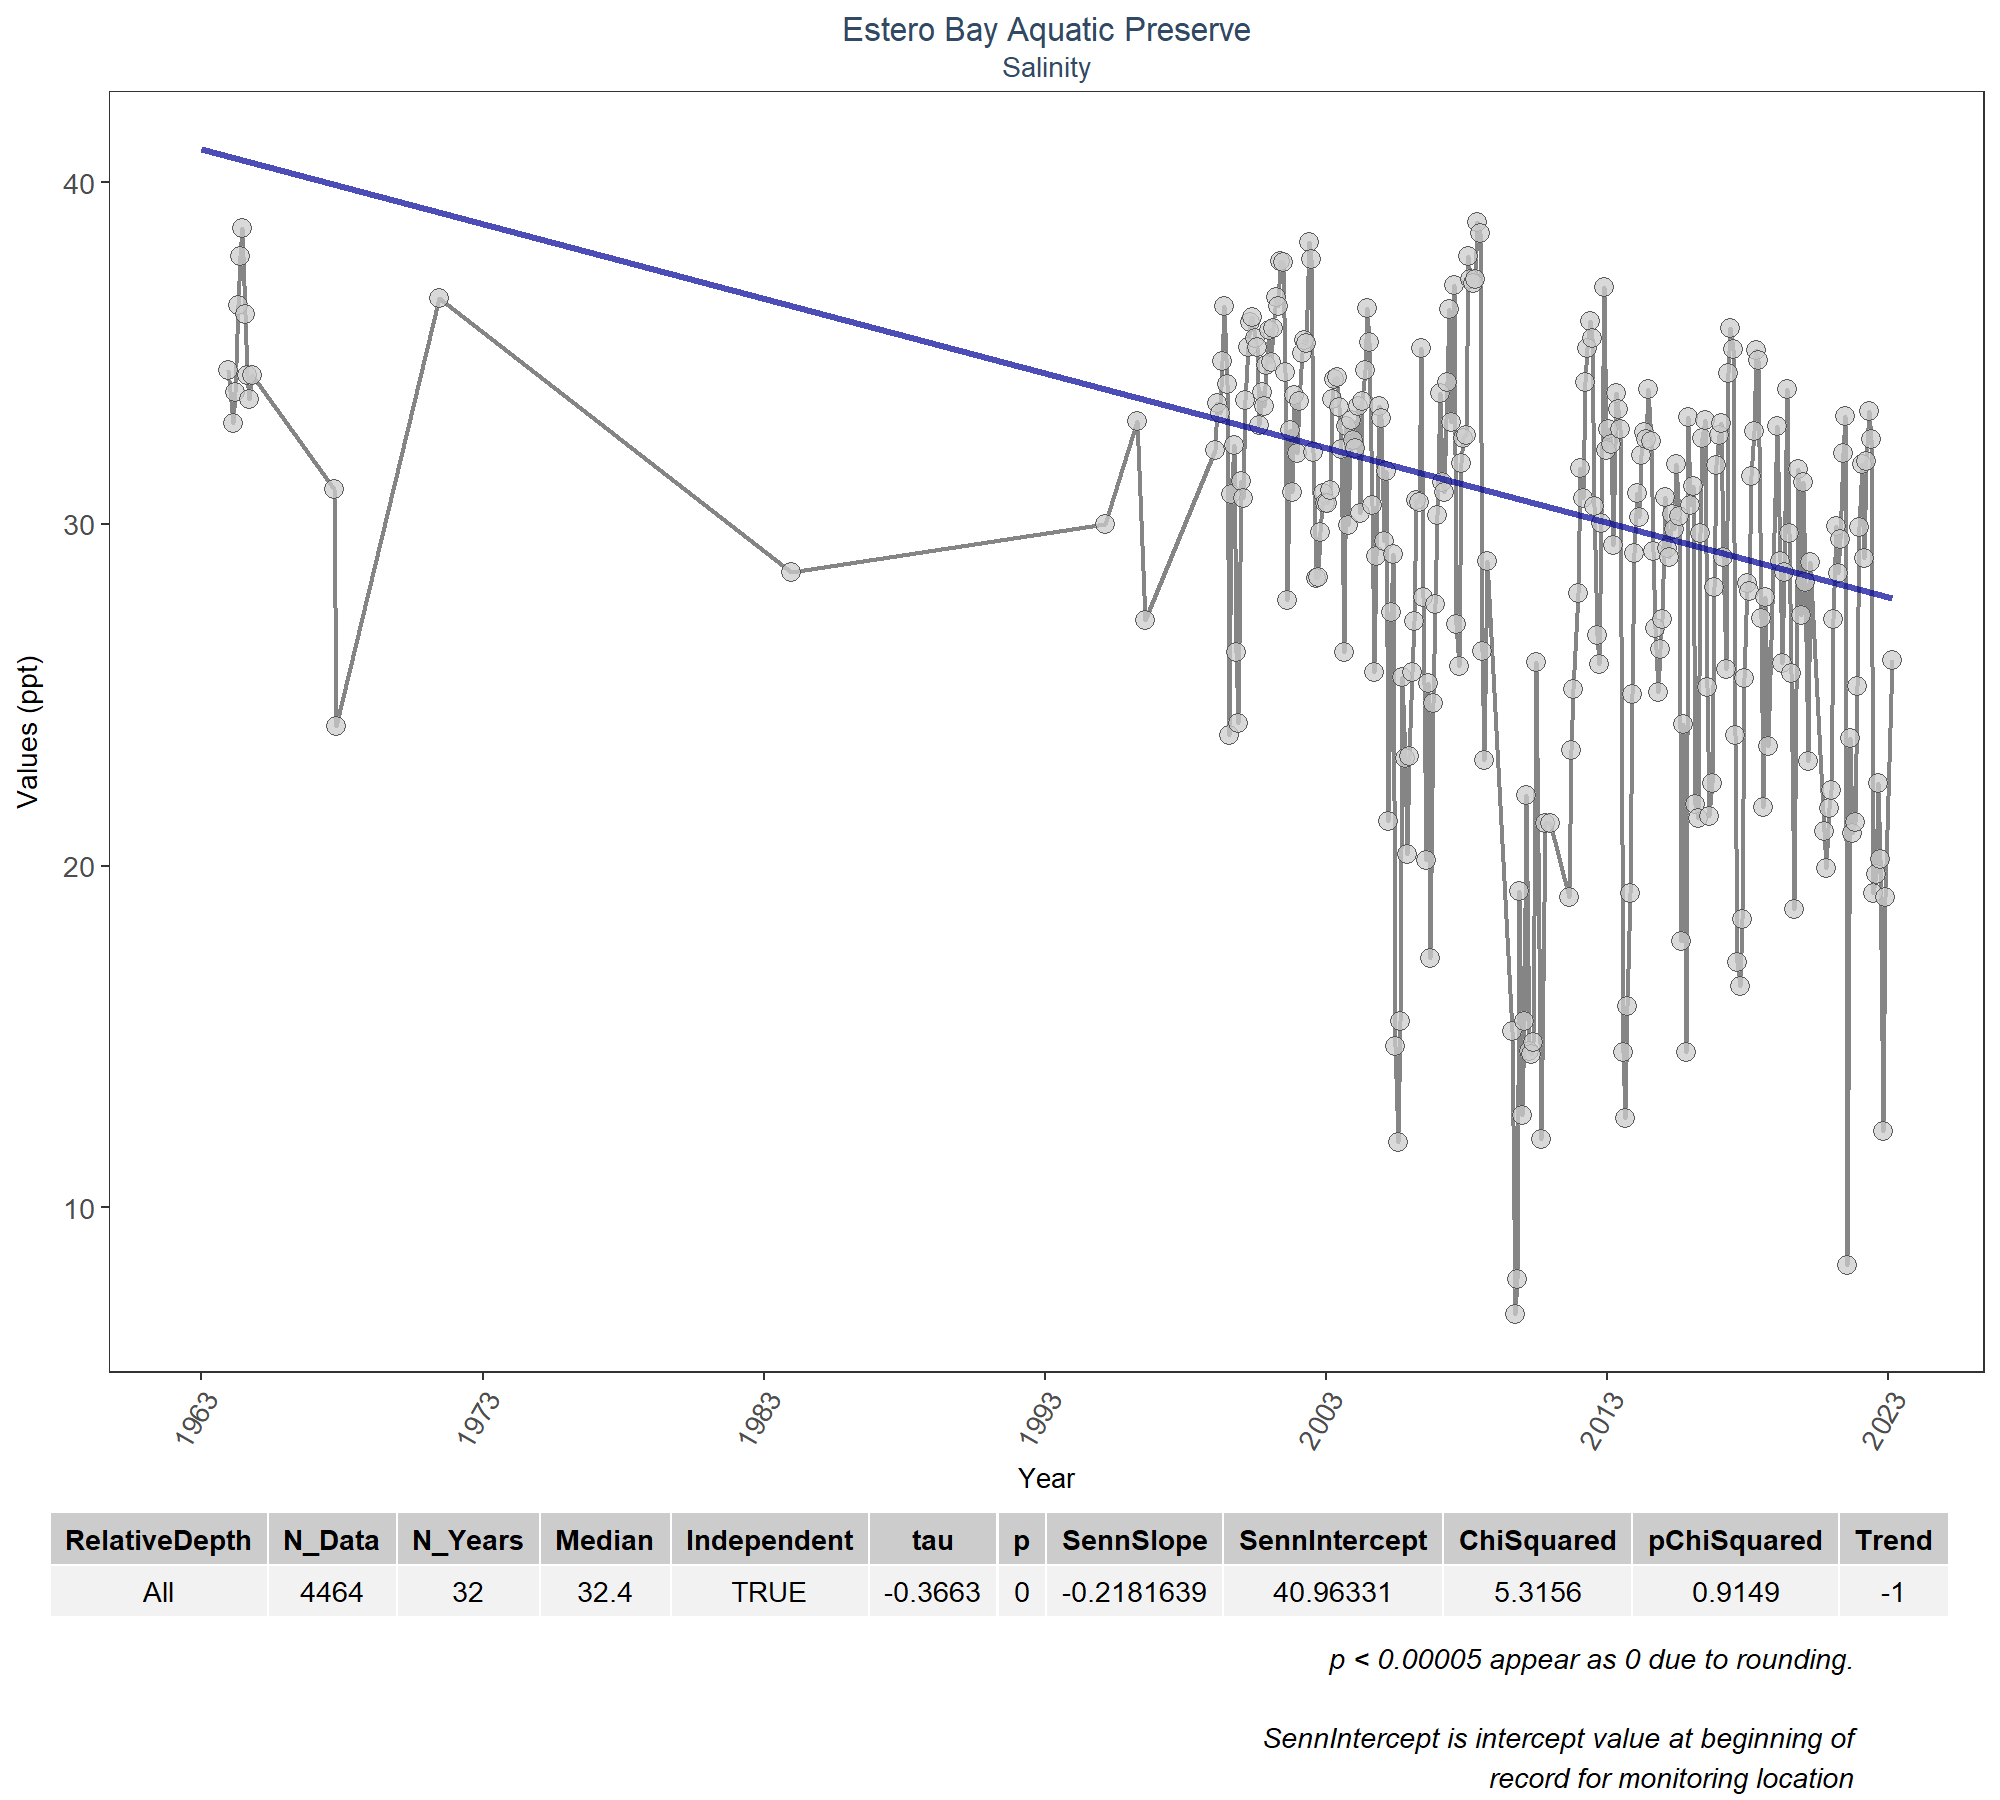 Estero Bay Aquatic Preserve
Salinity
Values (ppt)
40
30
20
10
1963 1973 1983 1993 2003 2013 2023
Year
RelativeDepth N_Data N_Years Median Independent tau p SennSlope SennIntercept ChiSquared pChiSquared Trend
All 4464 32 32.4 TRUE -0.3663 0 -0.2181639 40.96331 5.3156 0.9149 -1
p < 0.00005 appear as 0 due to rounding.
SennIntercept is intercept value at beginning of
record for monitoring location